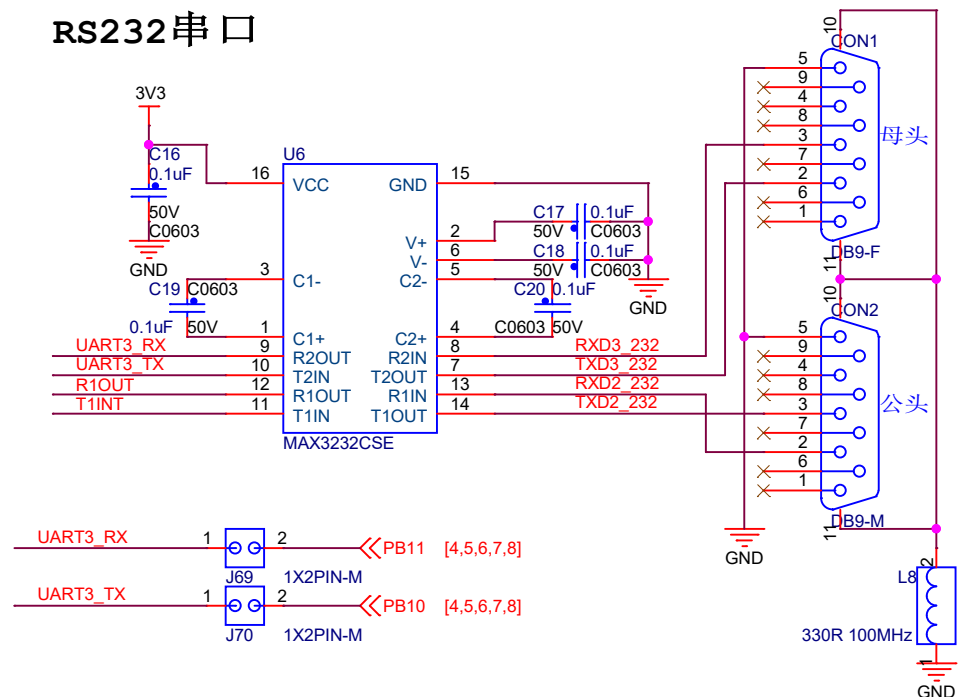 RS232串口
10
CON1
5
9
4
8
3
7
2
6
1
母头
11
DB9-F
3V3
C16
0.1uF
50V
C0603
GND
U6
16 VCC GND 15
V+ 2
V- 6
3 C1- C2- 5
1 C1+ C2+ 4
9 R2OUT R2IN 8
10 T2IN T2OUT 7
12 R1OUT R1IN 13
11 T1IN T1OUT 14
MAX3232CSE
C17 0.1uF
50V C0603
C18 0.1uF
50V C0603
GND
C19 C0603
0.1uF 50V
C20 0.1uF
C0603 50V
UART3_RX
UART3_TX
R1OUT
T1INT
RXD3_232
TXD3_232
RXD2_232
TXD2_232
10
CON2
5
9
4
8
3
7
2
6
1
公头
11
DB9-M
GND
UART3_RX 1 2 PB11 [4,5,6,7,8]
J69 1X2PIN-M
UART3_TX 1 2 PB10 [4,5,6,7,8]
J70 1X2PIN-M
2
L8
330R 100MHz
1
GND